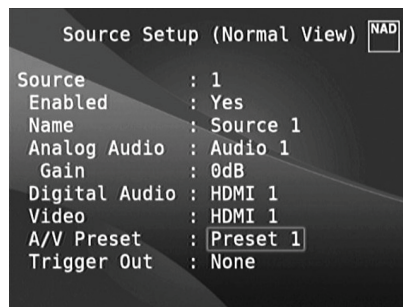 Source Setup (Normal View) NAD
Source : 1
Enabled : Yes
Name : Source 1
Analog Audio : Audio 1
Gain : 0dB
Digital Audio : HDMI 1
Video : HDMI 1
A/V Preset : Preset 1
Trigger Out : None